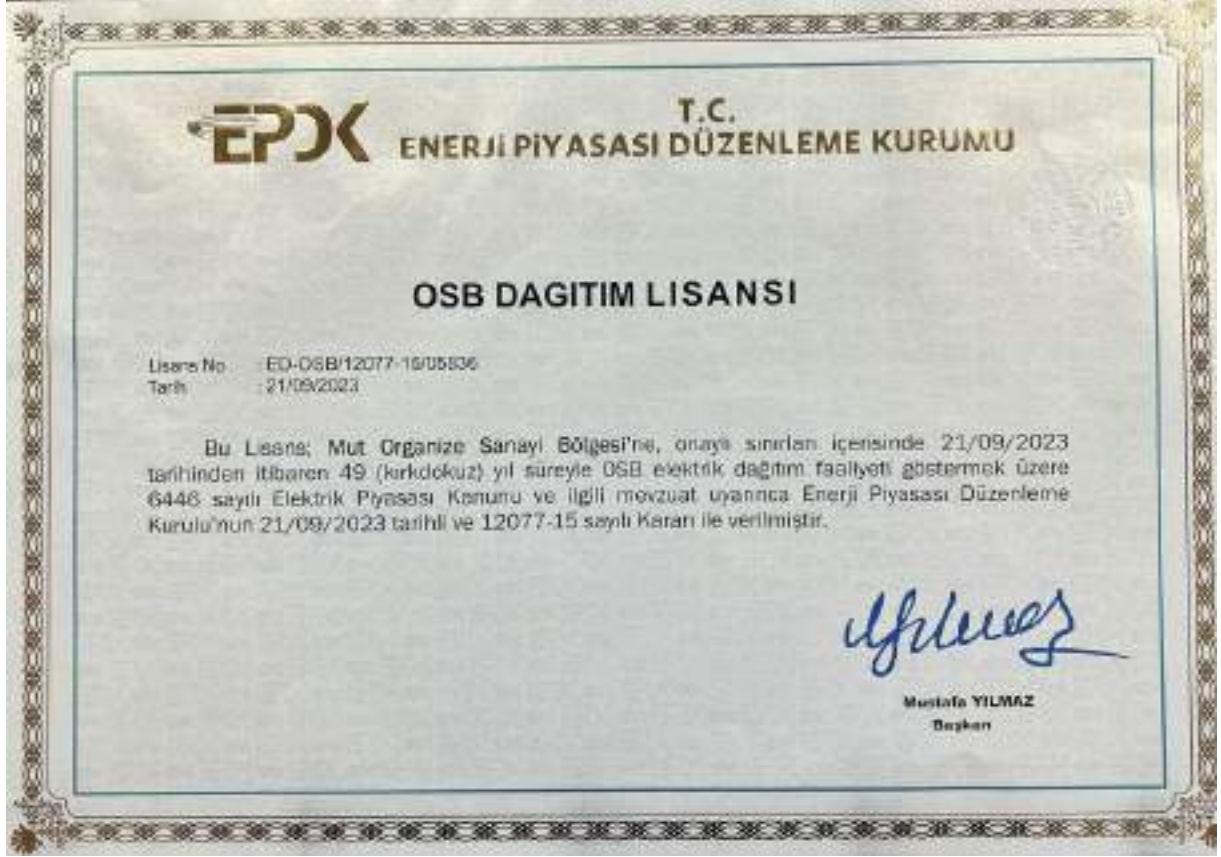 EPDK
T.C.
ENERJİ PİYASASI DÜZENLEME KURUMU
OSB DAGITIM LISANSI
Lisans No : ED-OSB/12077-15/05836
Tarih : 21/09/2023
Bu Lisans; Mut Organize Sanayi Bölgesi'ne, onaylı sınırları içerisinde 21/09/2023
tarihinden itibaren 49 (kırkdokuz) yıl süreyle OSB elektrik dağıtım faaliyeti göstermek üzere
6446 sayılı Elektrik Piyasası Kanunu ve ilgili mevzuat uyarınca Enerji Piyasası Düzenleme
Kurulu'nun 21/09/2023 tarihli ve 12077-15 sayılı Kararı ile verilmiştir.
Mustafa YILMAZ
Başkan